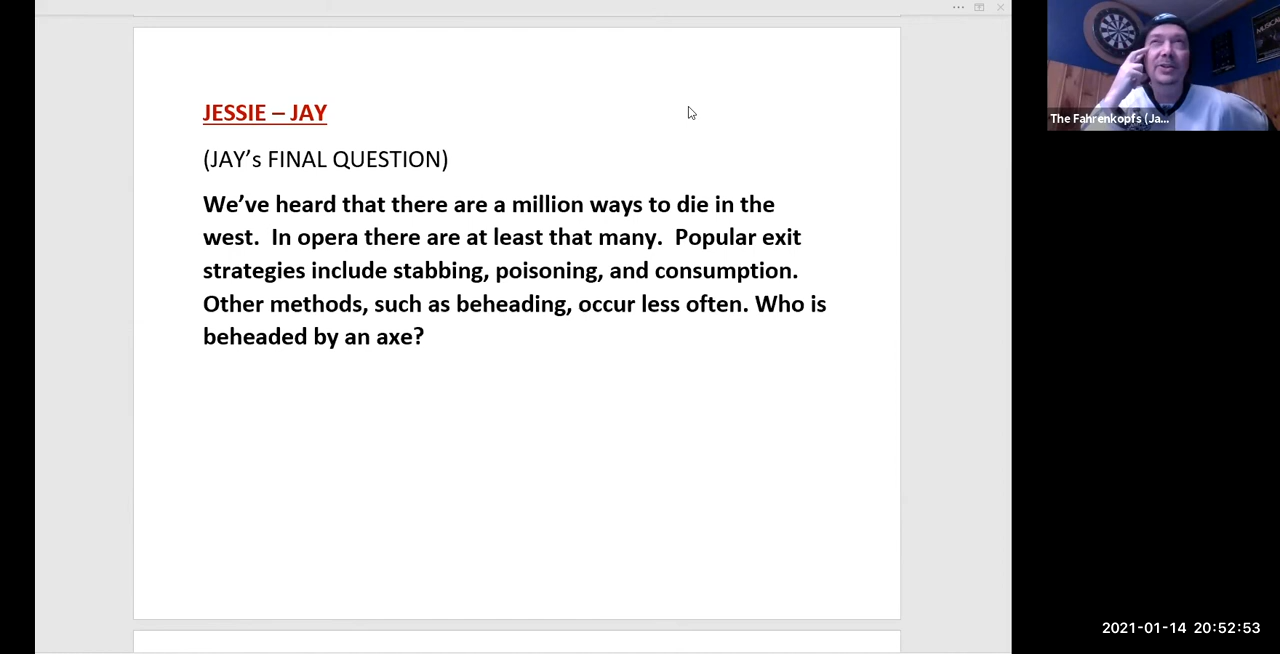 JESSIE – JAY
(JAY’s FINAL QUESTION)
We’ve heard that there are a million ways to die in the
west.  In opera there are at least that many.  Popular exit
strategies include stabbing, poisoning, and consumption.
Other methods, such as beheading, occur less often. Who is
beheaded by an axe?
The Fahrenkopfs (Ja...
2021-01-14 20:52:53